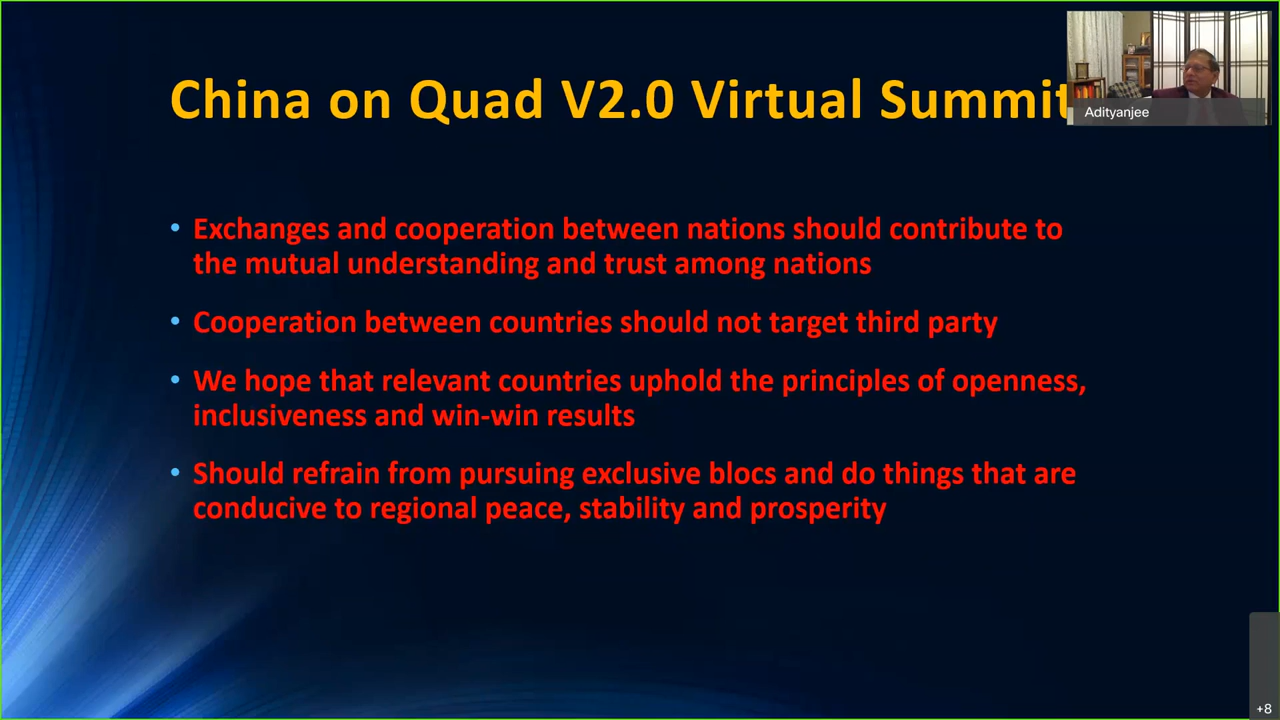 China on Quad V2.0 Virtual Summit
Adityanjee
• Exchanges and cooperation between nations should contribute to
the mutual understanding and trust among nations
• Cooperation between countries should not target third party
• We hope that relevant countries uphold the principles of openness,
inclusiveness and win-win results
• Should refrain from pursuing exclusive blocs and do things that are
conducive to regional peace, stability and prosperity
+8